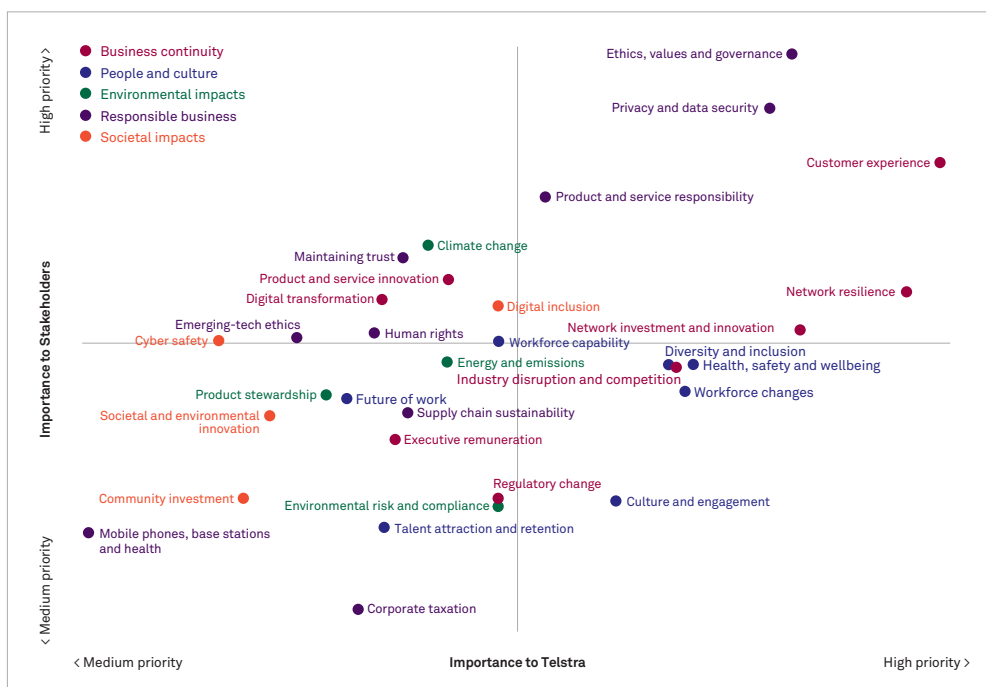 High priority >
Importance to Stakeholders
< Medium priority
Business continuity
People and culture
Environmental impacts
Responsible business
Societal impacts
Ethics, values and governance
Privacy and data security
Customer experience
Product and service responsibility
Climate change
Maintaining trust
Product and service innovation
Network resilience
Digital transformation
Digital inclusion
Emerging-tech ethics
Network investment and innovation
Human rights
Cyber safety
Workforce capability
Diversity and inclusion
Energy and emissions
Health, safety and wellbeing
Industry disruption and competition
Workforce changes
Product stewardship
Future of work
Supply chain sustainability
Societal and environmental
innovation
Executive remuneration
Regulatory change
Community investment
Environmental risk and compliance
Culture and engagement
Talent attraction and retention
Mobile phones, base stations
and health
Corporate taxation
< Medium priority
Importance to Telstra
High priority >